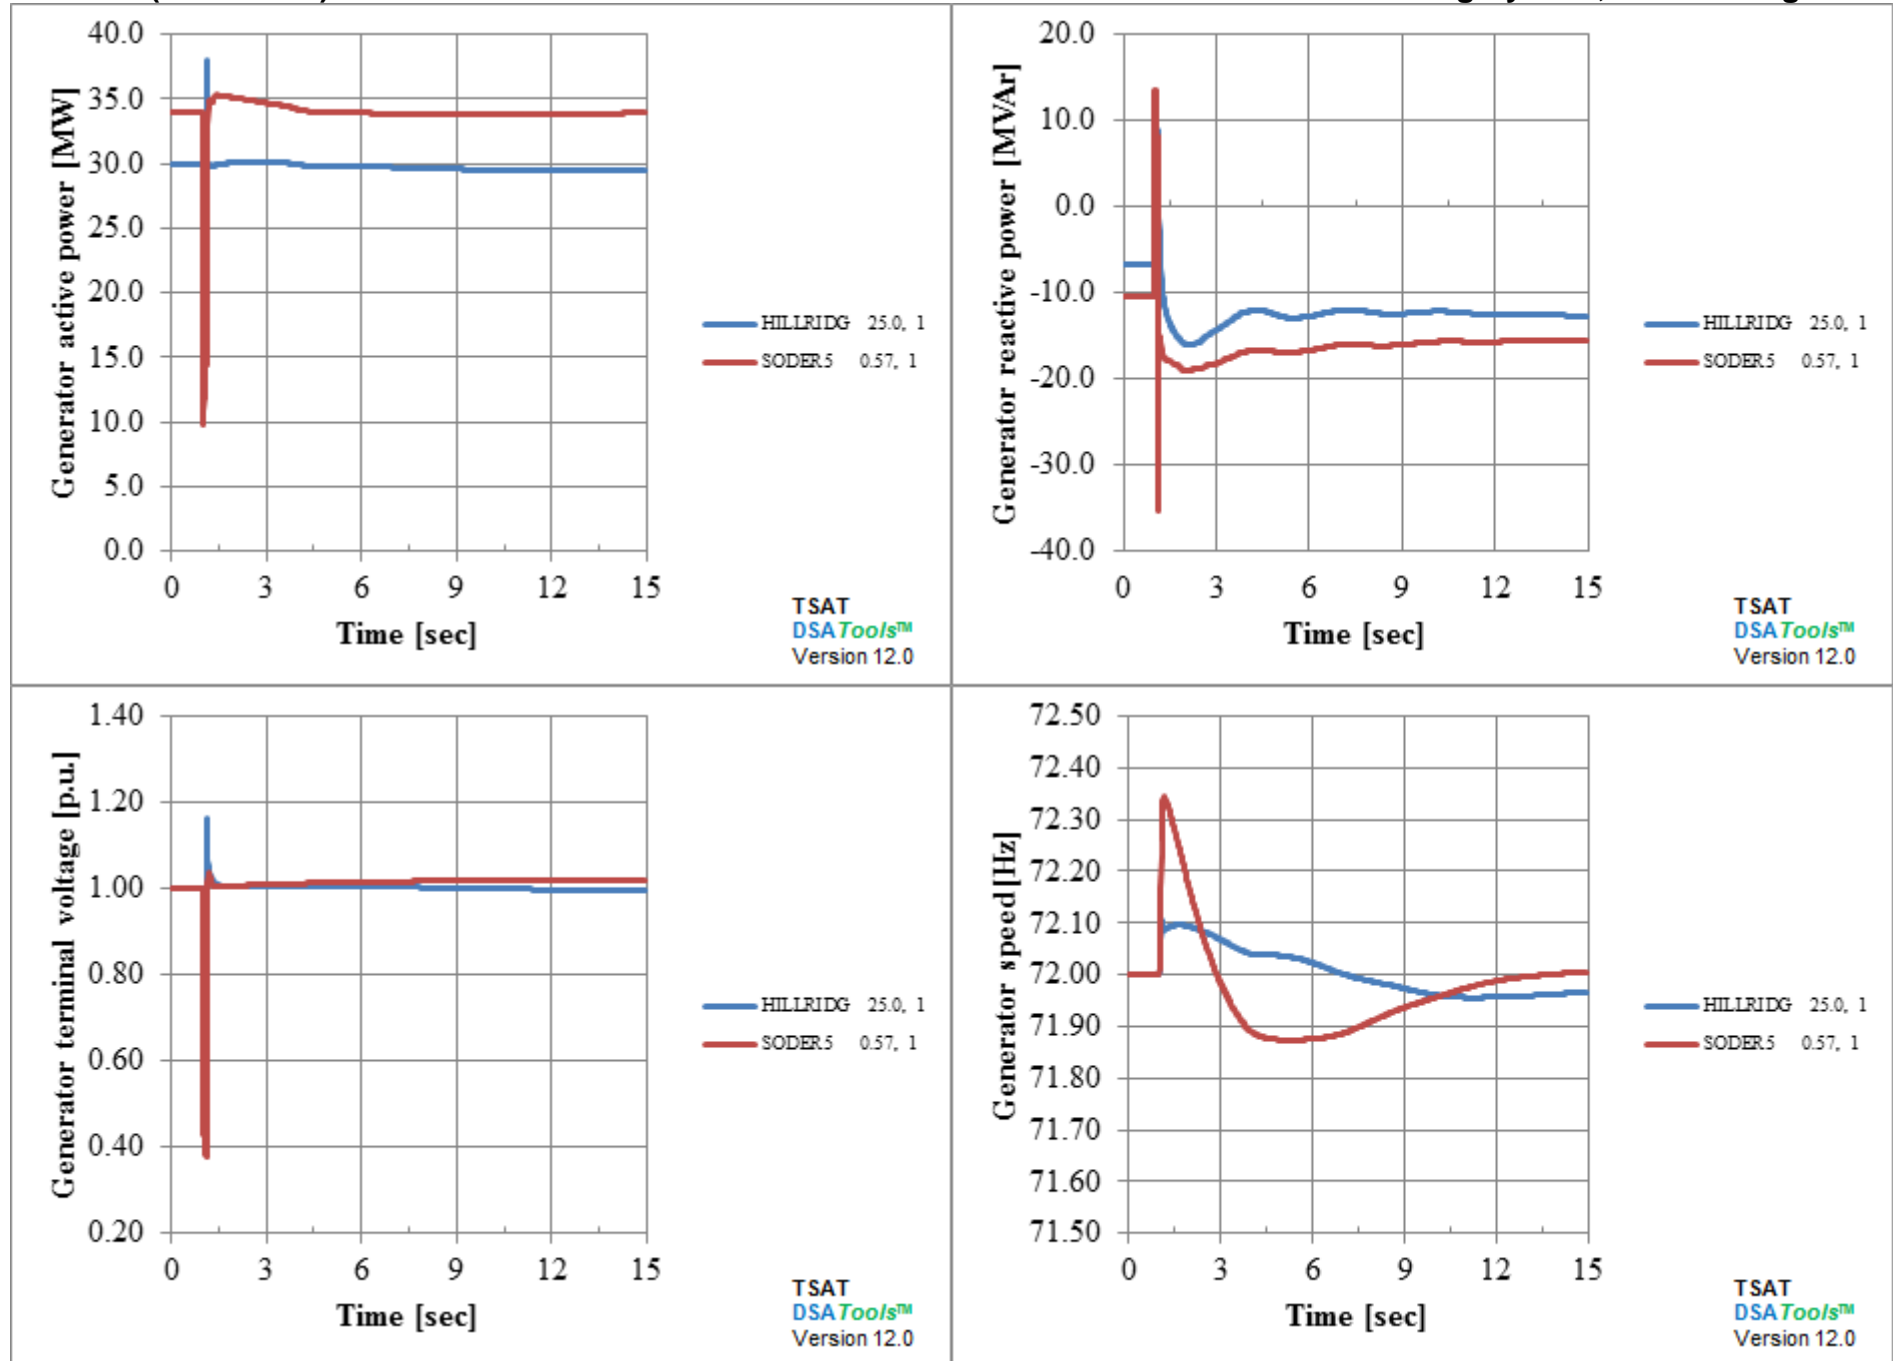 Generator active power [MW]
40.0
35.0
30.0
25.0
20.0
15.0
10.0
5.0
0.0
0 3 6 9 12 15
Time [sec]
HILLRIDG 25.0, 1
SODER5 0.57, 1
TSAT
DSATools™
Version 12.0
Generator reactive power [MVAr]
20.0
10.0
0.0
-10.0
-20.0
-30.0
-40.0
0 3 6 9 12 15
Time [sec]
HILLRIDG 25.0, 1
SODER5 0.57, 1
TSAT
DSATools™
Version 12.0
Generator terminal voltage [p.u.]
1.40
1.20
1.00
0.80
0.60
0.40
0.20
0 3 6 9 12 15
Time [sec]
HILLRIDG 25.0, 1
SODER5 0.57, 1
TSAT
DSATools™
Version 12.0
Generator speed [Hz]
72.50
72.40
72.30
72.20
72.10
72.00
71.90
71.80
71.70
71.60
71.50
0 3 6 9 12 15
Time [sec]
HILLRIDG 25.0, 1
SODER5 0.57, 1
TSAT
DSATools™
Version 12.0